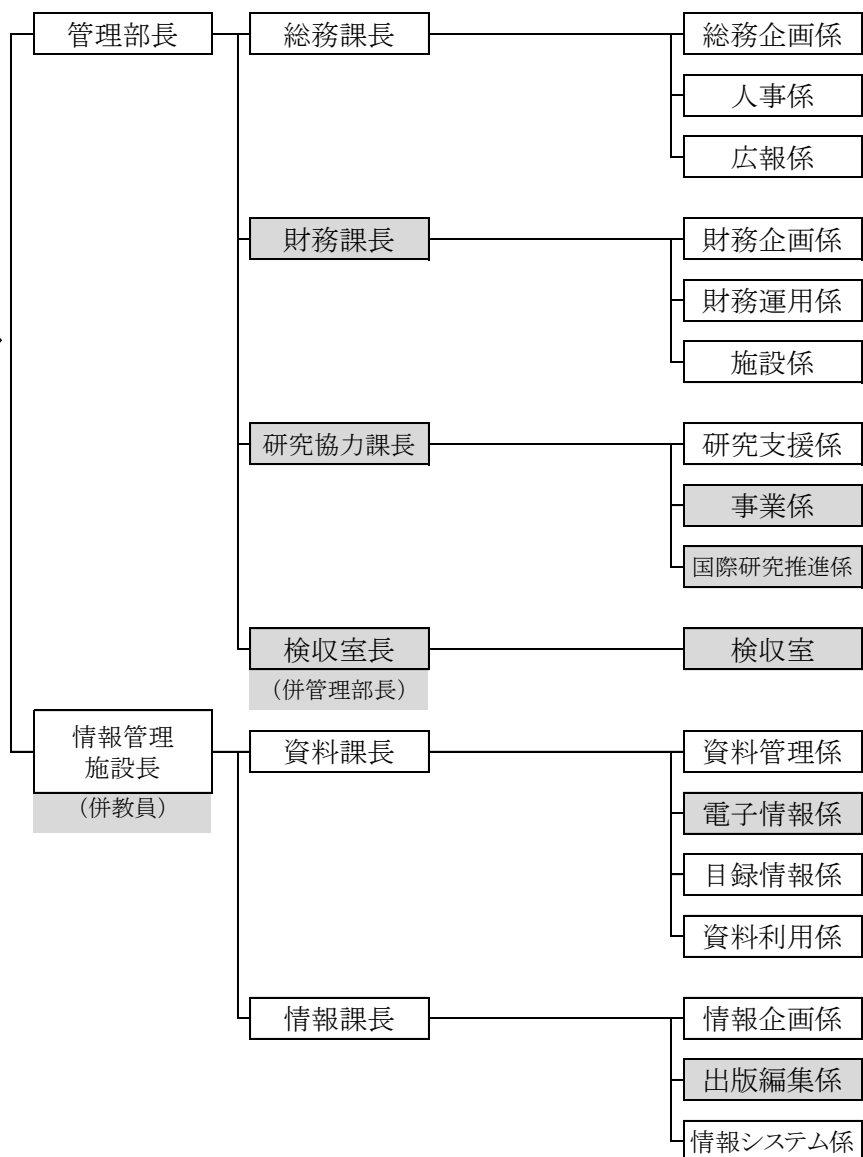 管理部長
総務課長
総務企画係
人事係
広報係
財務課長
財務企画係
財務運用係
施設係
研究協力課長
研究支援係
事業係
国際研究推進係
検収室長
（併管理部長）
検収室
情報管理
施設長
（併教員）
資料課長
資料管理係
電子情報係
目録情報係
資料利用係
情報課長
情報企画係
出版編集係
情報システム係